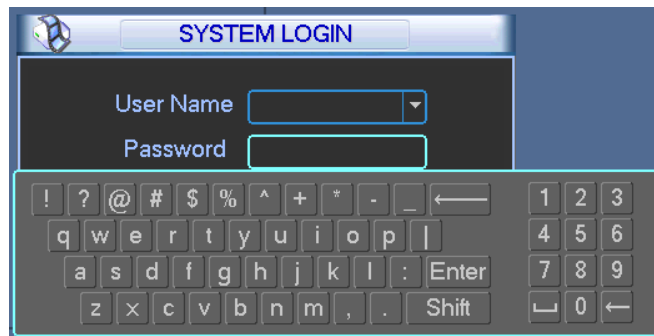 SYSTEM LOGIN
User Name
Password
! ? @ # $ % ^ + * - _ ← 1 2 3
q w e r t y u i o p | 4 5 6
a s d f g h j k l : Enter 7 8 9
z x c v b n m , . Shift ⎵ 0 ←